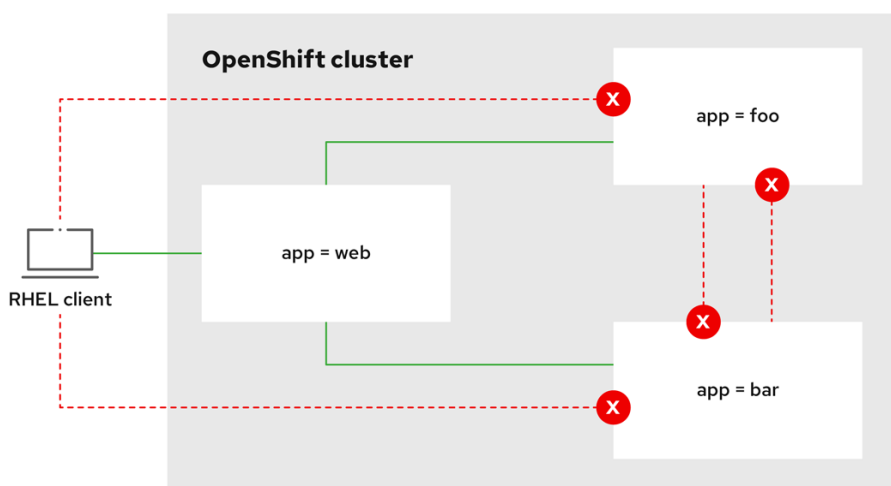 OpenShift cluster
X
app = foo
X
app = web
RHEL client
X
app = bar
X